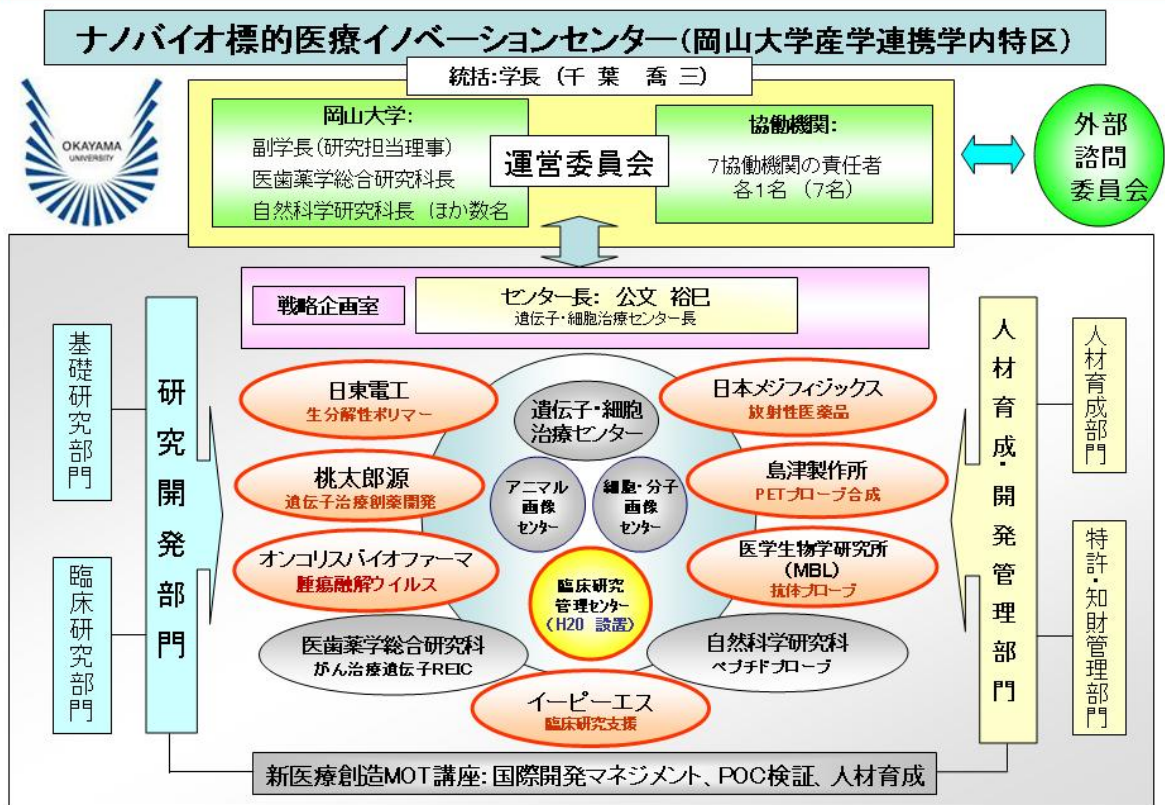 ナノバイオ標的医療イノベーションセンター(岡山大学産学連携学内特区)
統括:学長 (千 葉 喬 三)
OKAYAMA
UNIVERSITY
岡山大学:
副学長(研究担当理事)
医歯薬学総合研究科長
自然科学研究科長 ほか数名
運営委員会
協働機関:
7協働機関の責任者
各1名 (7名)
外部
諮問
委員会
戦略企画室
センター長: 公文 裕巳
遺伝子・細胞治療センター長
基礎研究部門
臨床研究部門
研究開発部門
日東電工
生分解性ポリマー
桃太郎源
遺伝子治療創薬開発
オンコリスバイオファーマ
腫瘍融解ウイルス
医歯薬学総合研究科
がん治療遺伝子REIC
遺伝子・細胞
治療センター
アニマル
画像
センター
細胞・分子
画像
センター
臨床研究
管理センター
(H20 設置)
日本メジフィジックス
放射性医薬品
島津製作所
PETプローブ合成
医学生物学研究所
(MBL)
抗体プローブ
自然科学研究科
ペプチドプローブ
イーピーエス
臨床研究支援
人材育成・開発管理部門
人材育成部門
特許・知財管理部門
新医療創造MOT講座: 国際開発マネジメント、POC検証、人材育成